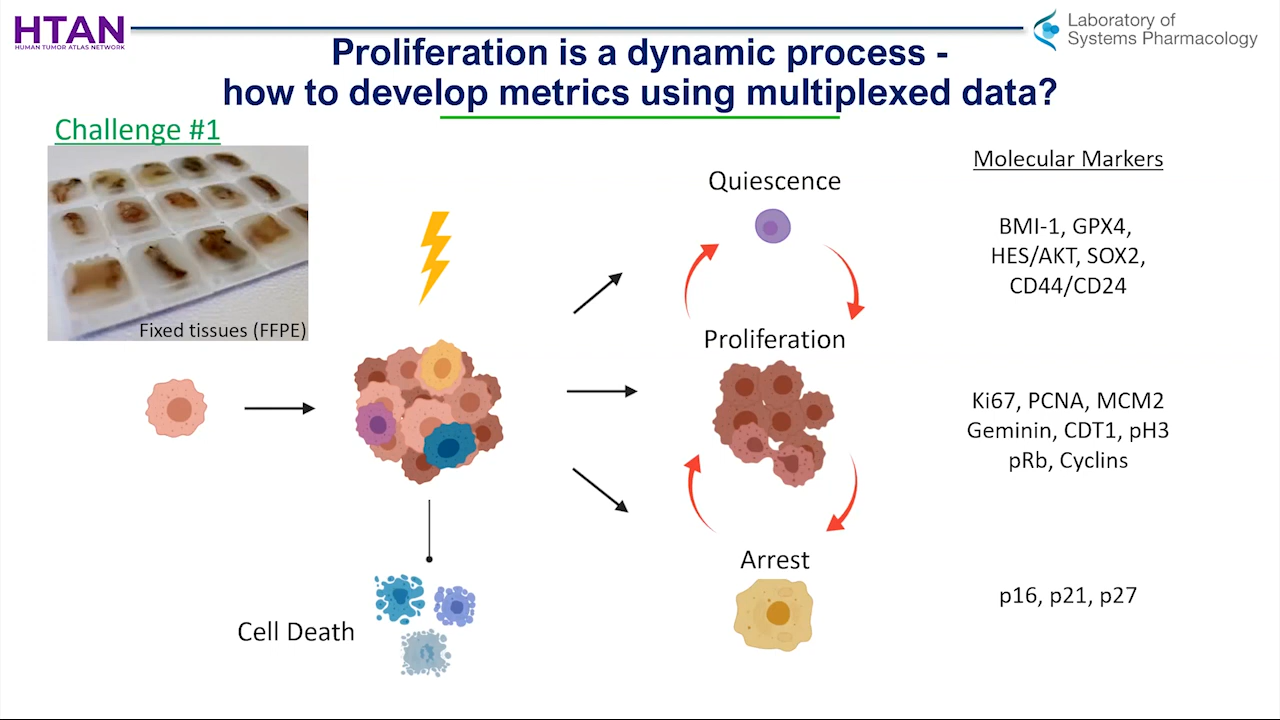 HTAN
HUMAN TUMOR ATLAS NETWORK
Laboratory of
Systems Pharmacology
Proliferation is a dynamic process -
how to develop metrics using multiplexed data?
Challenge #1
Fixed tissues (FFPE)
Cell Death
Quiescence
Proliferation
Arrest
Molecular Markers
BMI-1, GPX4,
HES/AKT, SOX2,
CD44/CD24
Ki67, PCNA, MCM2
Geminin, CDT1, pH3
pRb, Cyclins
p16, p21, p27